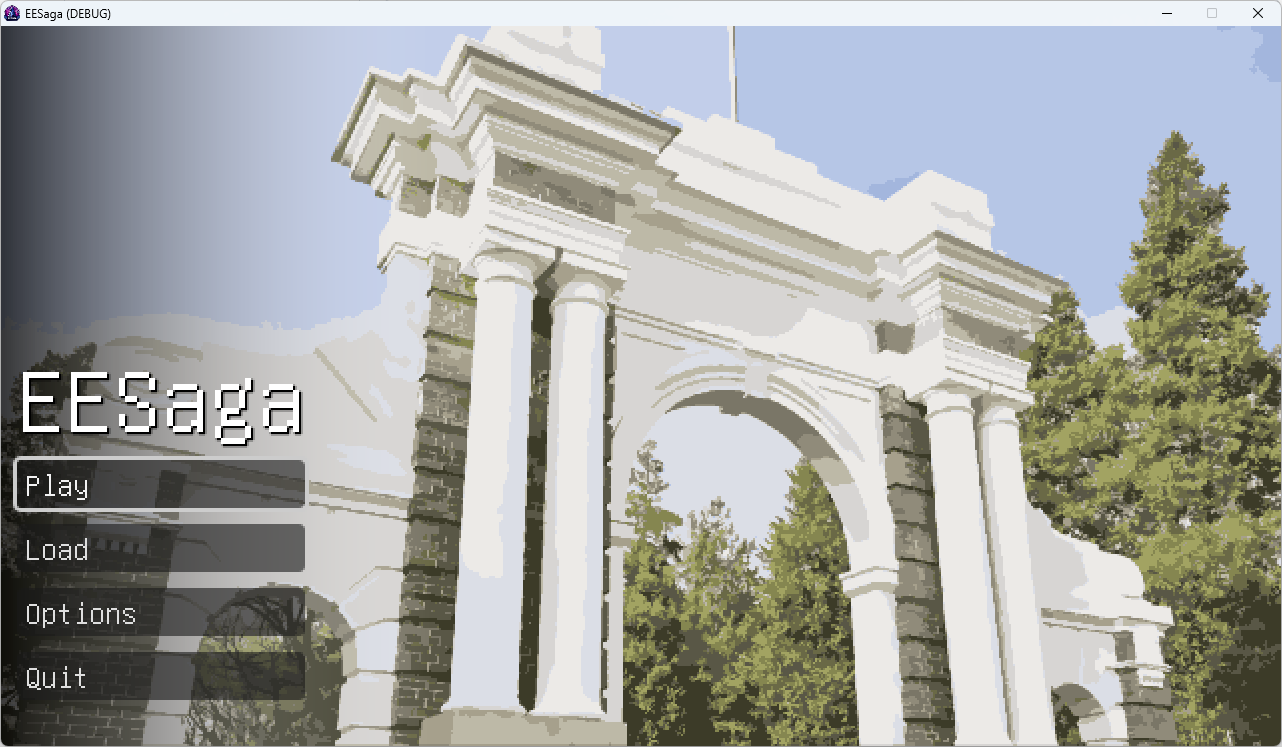 EESaga (DEBUG)
EESaga
Play
Load
Options
Quit